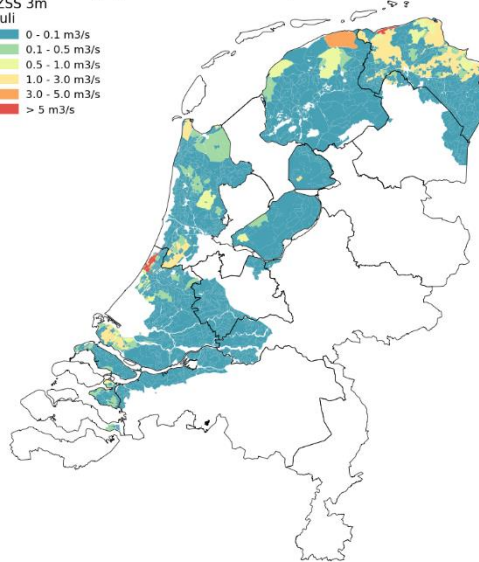 ZSS 3m
uli
0 - 0.1 m3/s
0.1 - 0.5 m3/s
0.5 - 1.0 m3/s
1.0 - 3.0 m3/s
3.0 - 5.0 m3/s
> 5 m3/s